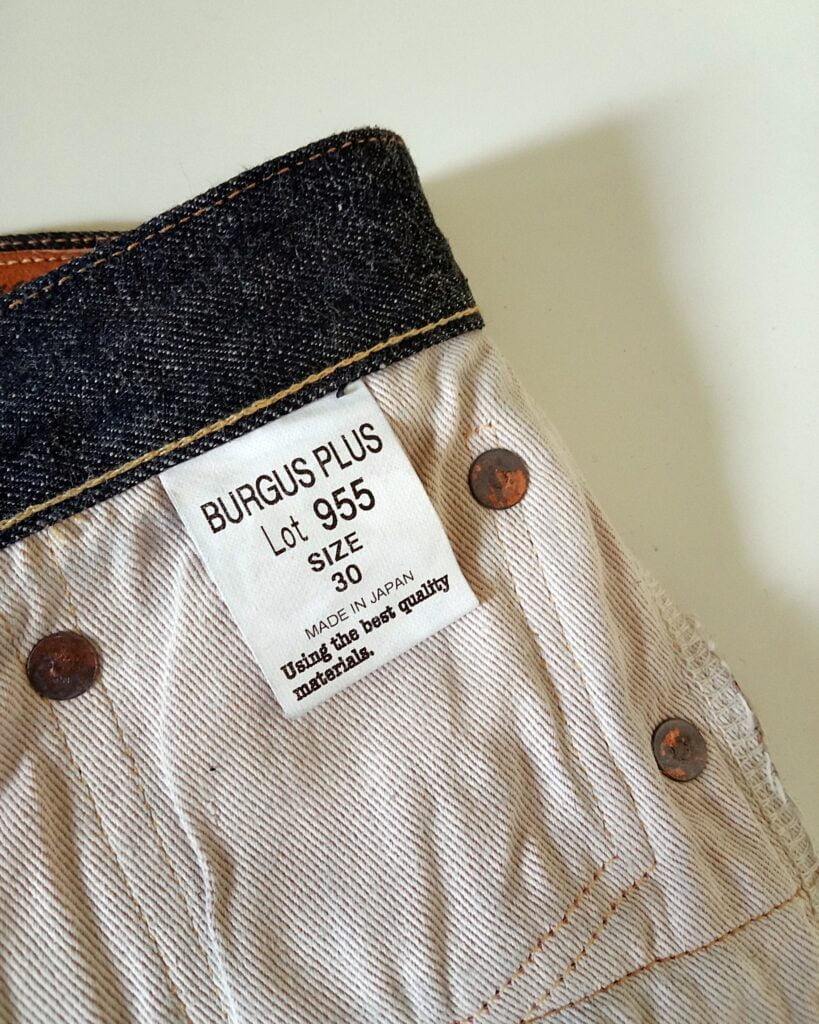 BURGUS PLUS
Lot 955
SIZE
30
MADE IN JAPAN
Using the best quality
materials.